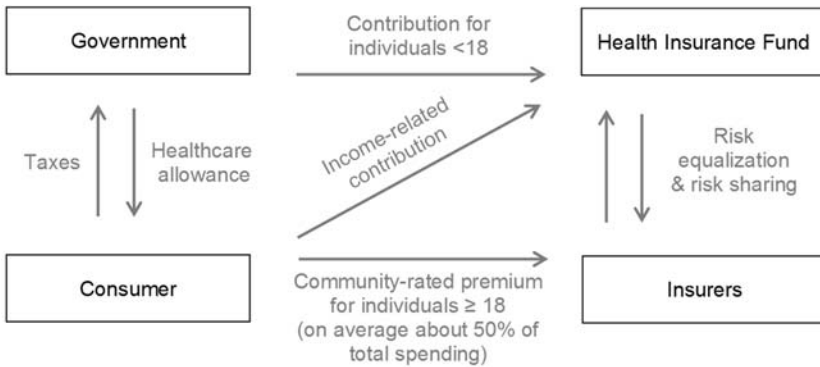 Government
Contribution for
individuals <18
Health Insurance Fund
Income-related
contribution
Taxes
Healthcare
allowance
Risk
equalization
& risk sharing
Consumer
Community-rated premium
for individuals ≥ 18
(on average about 50% of
total spending)
Insurers